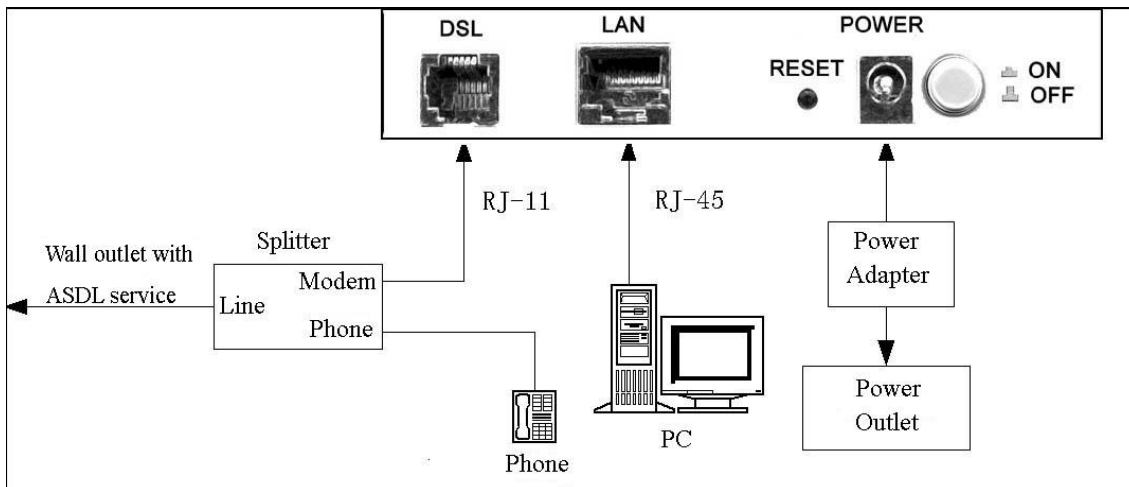 DSL
LAN
POWER
RESET
ON
OFF
RJ-11
RJ-45
Wall outlet with
ASDL service
Splitter
Modem
Line
Phone
Power
Adapter
Power
Outlet
PC
Phone